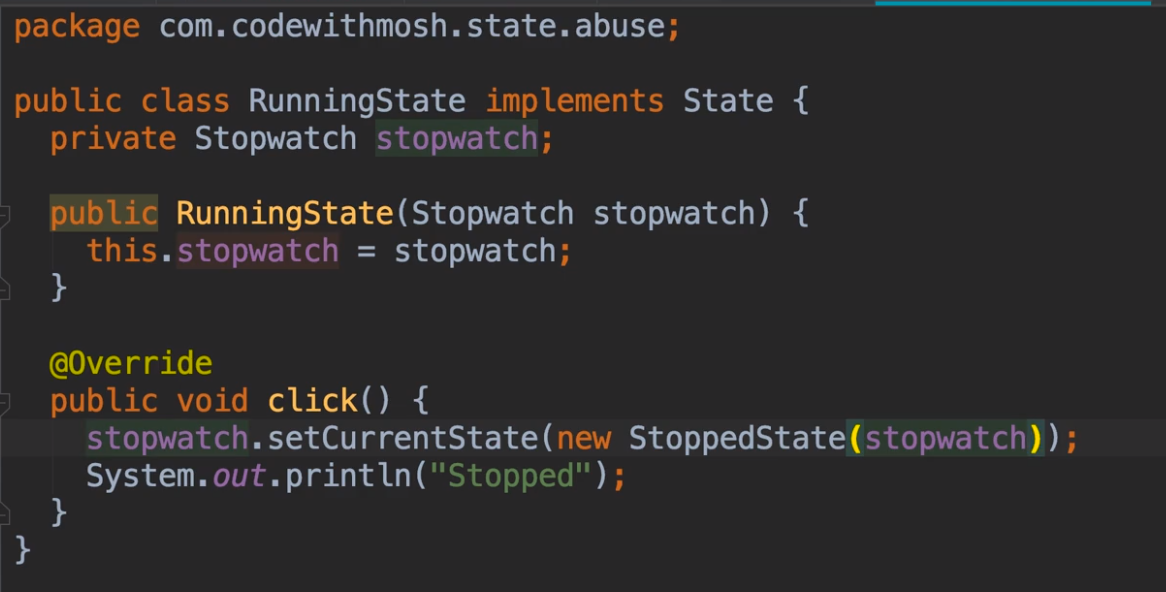 package com.codewithmosh.state.abuse;
public class RunningState implements State {
private Stopwatch stopwatch;
public RunningState(Stopwatch stopwatch) {
this.stopwatch = stopwatch;
}
@Override
public void click() {
stopwatch.setCurrentState(new StoppedState(stopwatch));
System.out.println("Stopped");
}
}